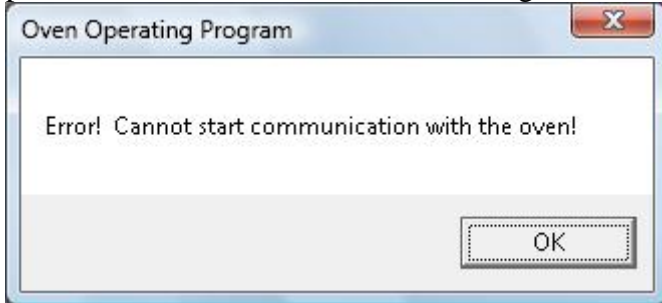 Oven Operating Program
Error! Cannot start communication with the oven!
OK